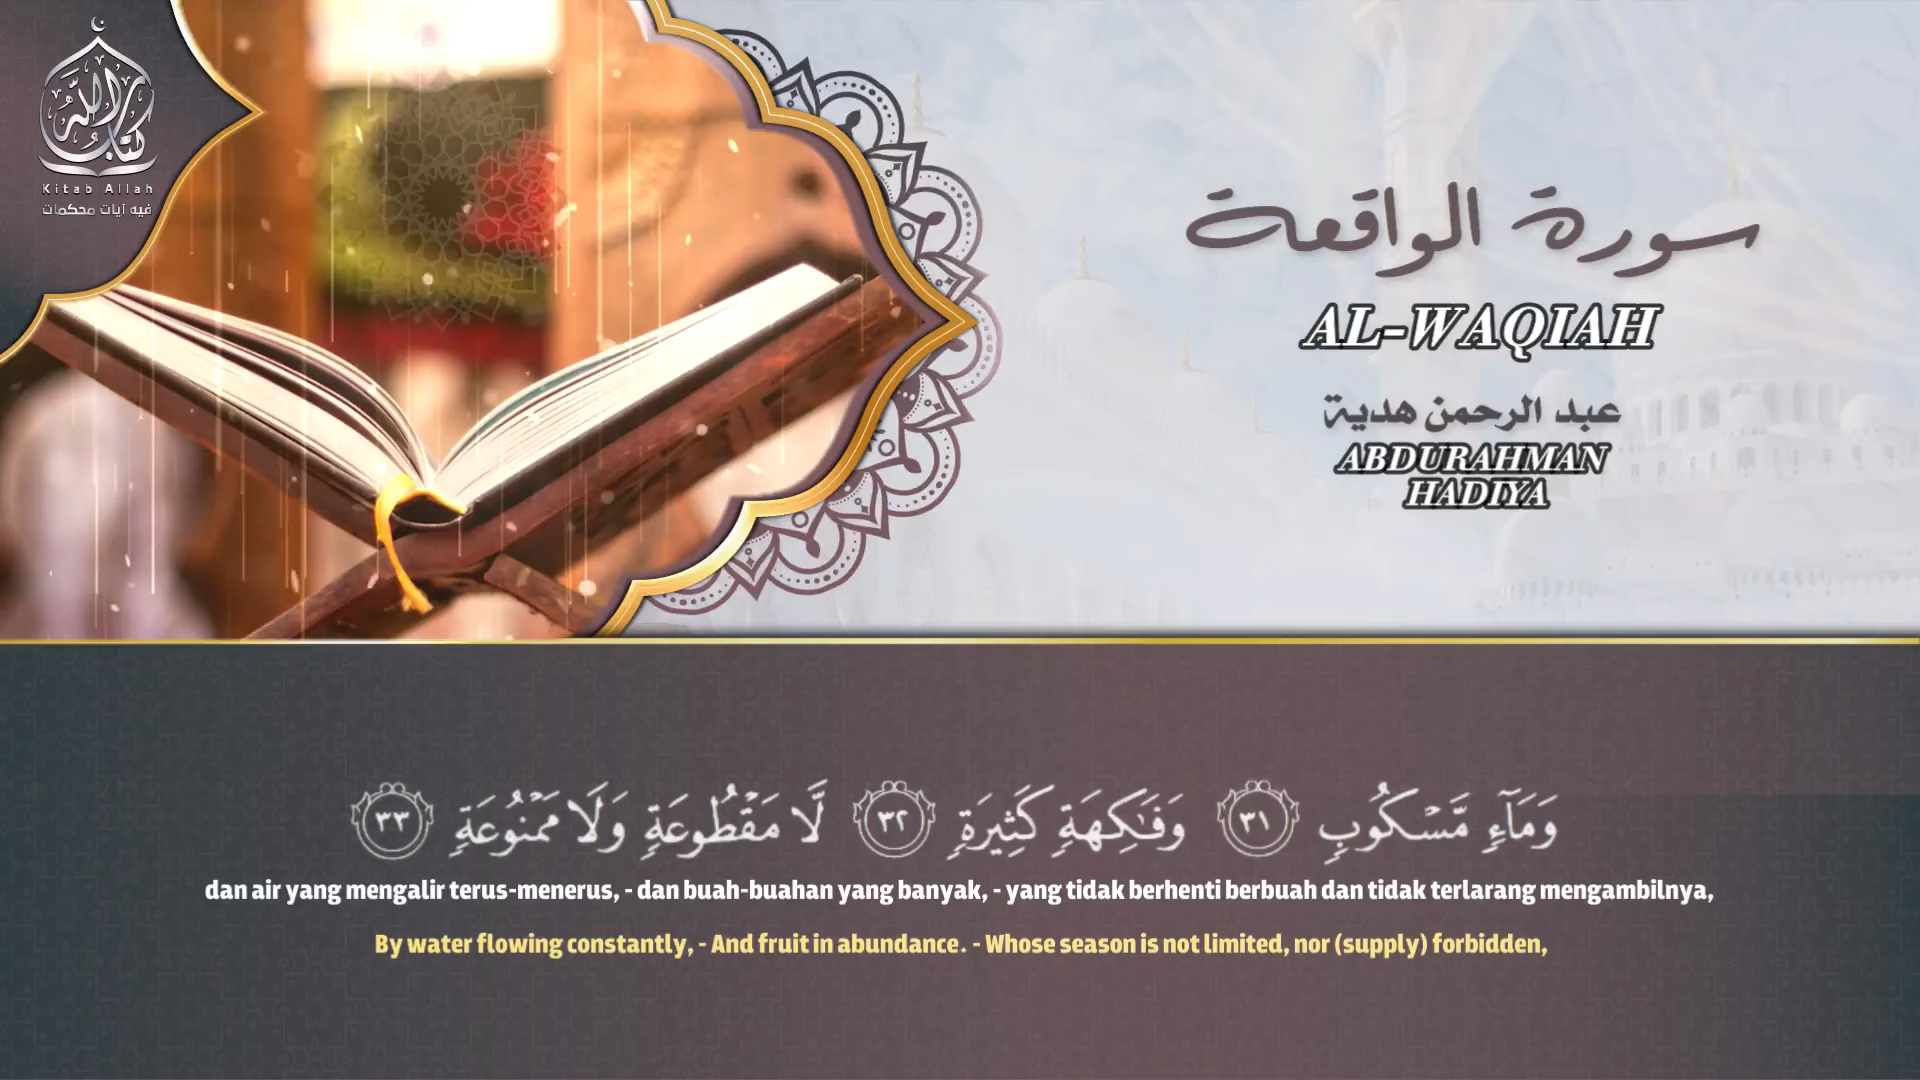 كتاب الله
Kitab Allah
فيه آيات محكمات
سورة الواقعة
AL-WAQIAH
عبد الرحمن هدية
ABDURAHMAN
HADIYA
وَمَآءٍ مَّسْكُوبٍ ٣١ وَفَٰكِهَةٍ كَثِيرَةٍ ٣٢ لَّا مَقْطُوعَةٍ وَلَا مَمْنُوعَةٍ ٣٣
dan air yang mengalir terus-menerus, - dan buah-buahan yang banyak, - yang tidak berhenti berbuah dan tidak terlarang mengambilnya,
By water flowing constantly, - And fruit in abundance. - Whose season is not limited, nor (supply) forbidden,